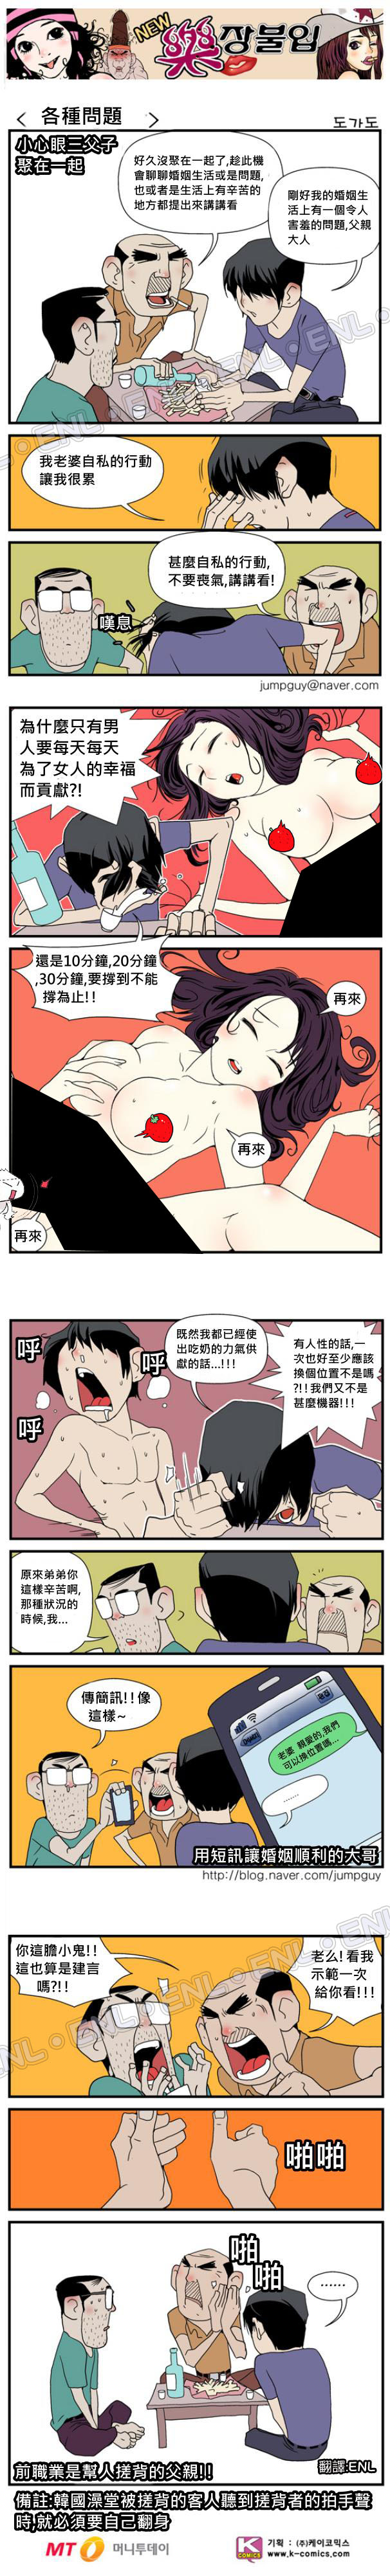 NEW 樂장불입
< 各種問題 >
도가도
小心眼三父子
聚在一起
好久沒聚在一起了,趁此機
會聊聊婚姻生活或是問題,
也或者是生活上有辛苦的
地方都提出來講講看
剛好我的婚姻生
活上有一個令人
害羞的問題,父親
大人
ENL
我老婆自私的行動
讓我很累
甚麼自私的行動,
不要喪氣,講講看!
嘆息
jumpguy@naver.com
為什麼只有男
人要每天每天
為了女人的幸福
而貢獻?!
還是10分鐘,20分鐘
,30分鐘,要撐到不能
撐為止!!
再來
再來
再來
呼
呼
呼
既然我都已經使
出吃奶的力氣供
獻的話...!!!
有人性的話,一
次也好至少應該
換個位置不是嗎
?!!我們又不是
甚麼機器!!!
原來弟弟你
這樣辛苦啊,
那種狀況的
時候,我...
傳簡訊!!像
這樣~
老婆 親愛的,我們
可以換位置嗎...
.......
用短訊讓婚姻順利的大哥
http://blog.naver.com/jumpguy
你這膽小鬼!!
這也算是建言
嗎?!!
老么!看我
示範一次
給你看!!!
ENL
啪啪
啪
啪
......
前職業是幫人搓背的父親!!
翻譯:ENL
備註:韓國澡堂被搓背的客人聽到搓背者的拍手聲
時,就必須要自己翻身
MT 머니투데이
K COMICS
기획 : (주)케이코믹스
www.k-comics.com